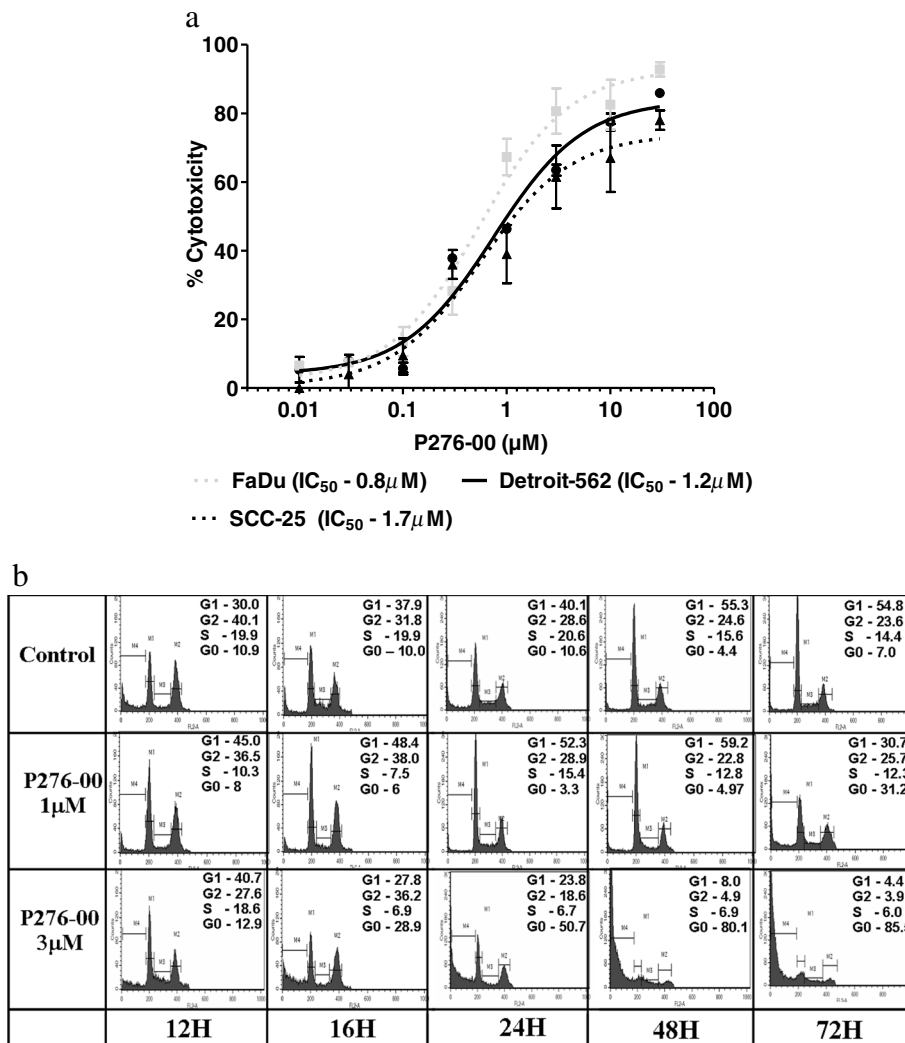 a
% Cytotoxicity
100
80
60
40
20
0
0.01 0.1 1 10 100
P276-00 (µM)
FaDu (IC50 - 0.8µM) Detroit-562 (IC50 - 1.2µM)
SCC-25 (IC50 - 1.7µM)
b
Control
G1 - 30.0
G2 - 40.1
S - 19.9
G0 - 10.9
G1 - 37.9
G2 - 31.8
S - 19.9
G0 – 10.0
G1 - 40.1
G2 - 28.6
S - 20.6
G0 - 10.6
G1 - 55.3
G2 - 24.6
S - 15.6
G0 - 4.4
G1 - 54.8
G2 - 23.6
S - 14.4
G0 - 7.0
P276-00
1µM
G1 - 45.0
G2 - 36.5
S - 10.3
G0 - 8
G1 - 48.4
G2 - 38.0
S - 7.5
G0 - 6
G1 - 52.3
G2 - 28.9
S - 15.4
G0 - 3.3
G1 - 59.2
G2 - 22.8
S - 12.8
G0 - 4.97
G1 - 30.7
G2 - 25.7
S - 12.3
G0 - 31.2
P276-00
3µM
G1 - 40.7
G2 - 27.6
S - 18.6
G0 - 12.9
G1 - 27.8
G2 - 36.2
S - 6.9
G0 - 28.9
G1 - 23.8
G2 - 18.6
S - 6.7
G0 - 50.7
G1 - 8.0
G2 - 4.9
S - 6.9
G0 - 80.1
G1 - 4.4
G2 - 3.9
S - 6.0
G0 - 85.5
12H 16H 24H 48H 72H